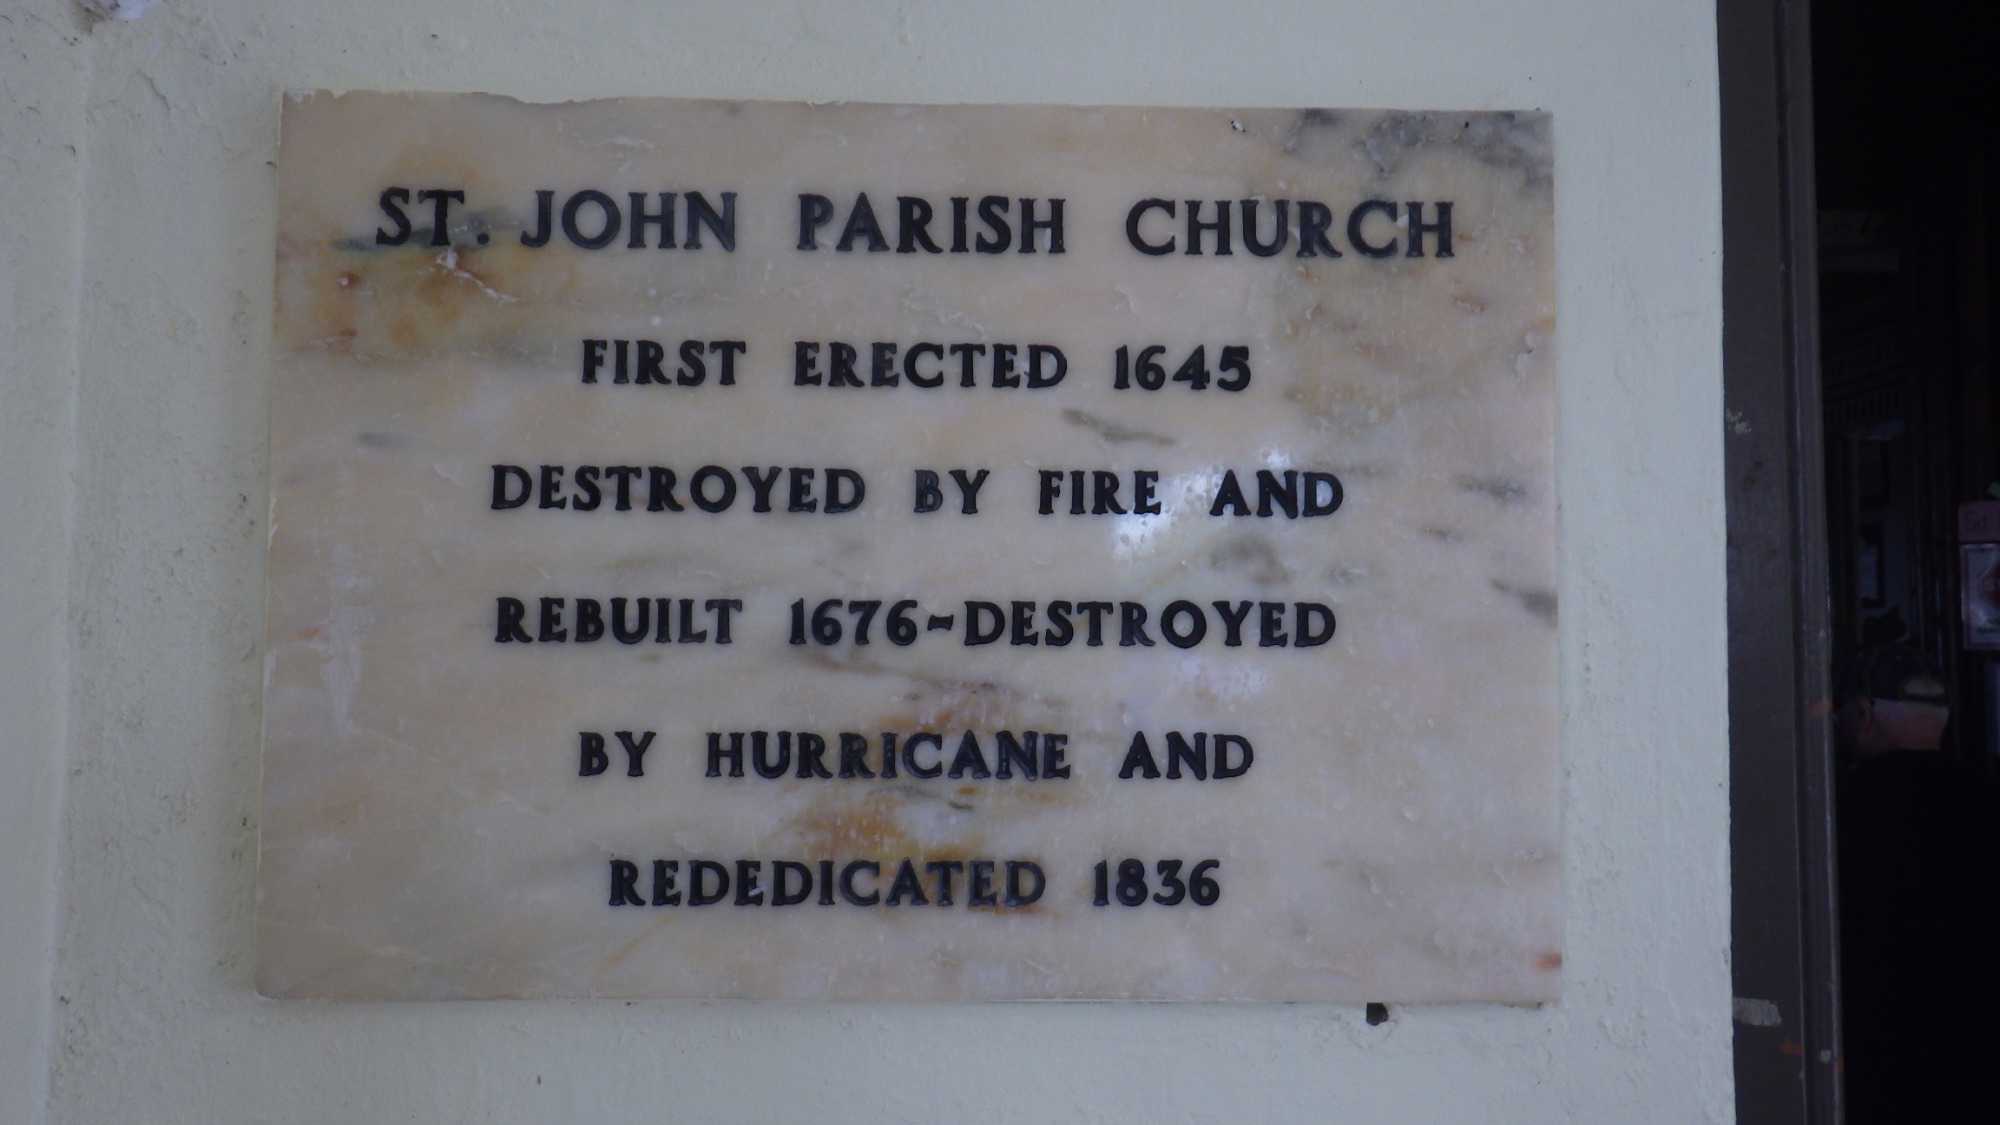 ST. JOHN PARISH CHURCH
FIRST ERECTED 1645
DESTROYED BY FIRE AND
REBUILT 1676-DESTROYED
BY HURRICANE AND
REDEDICATED 1836